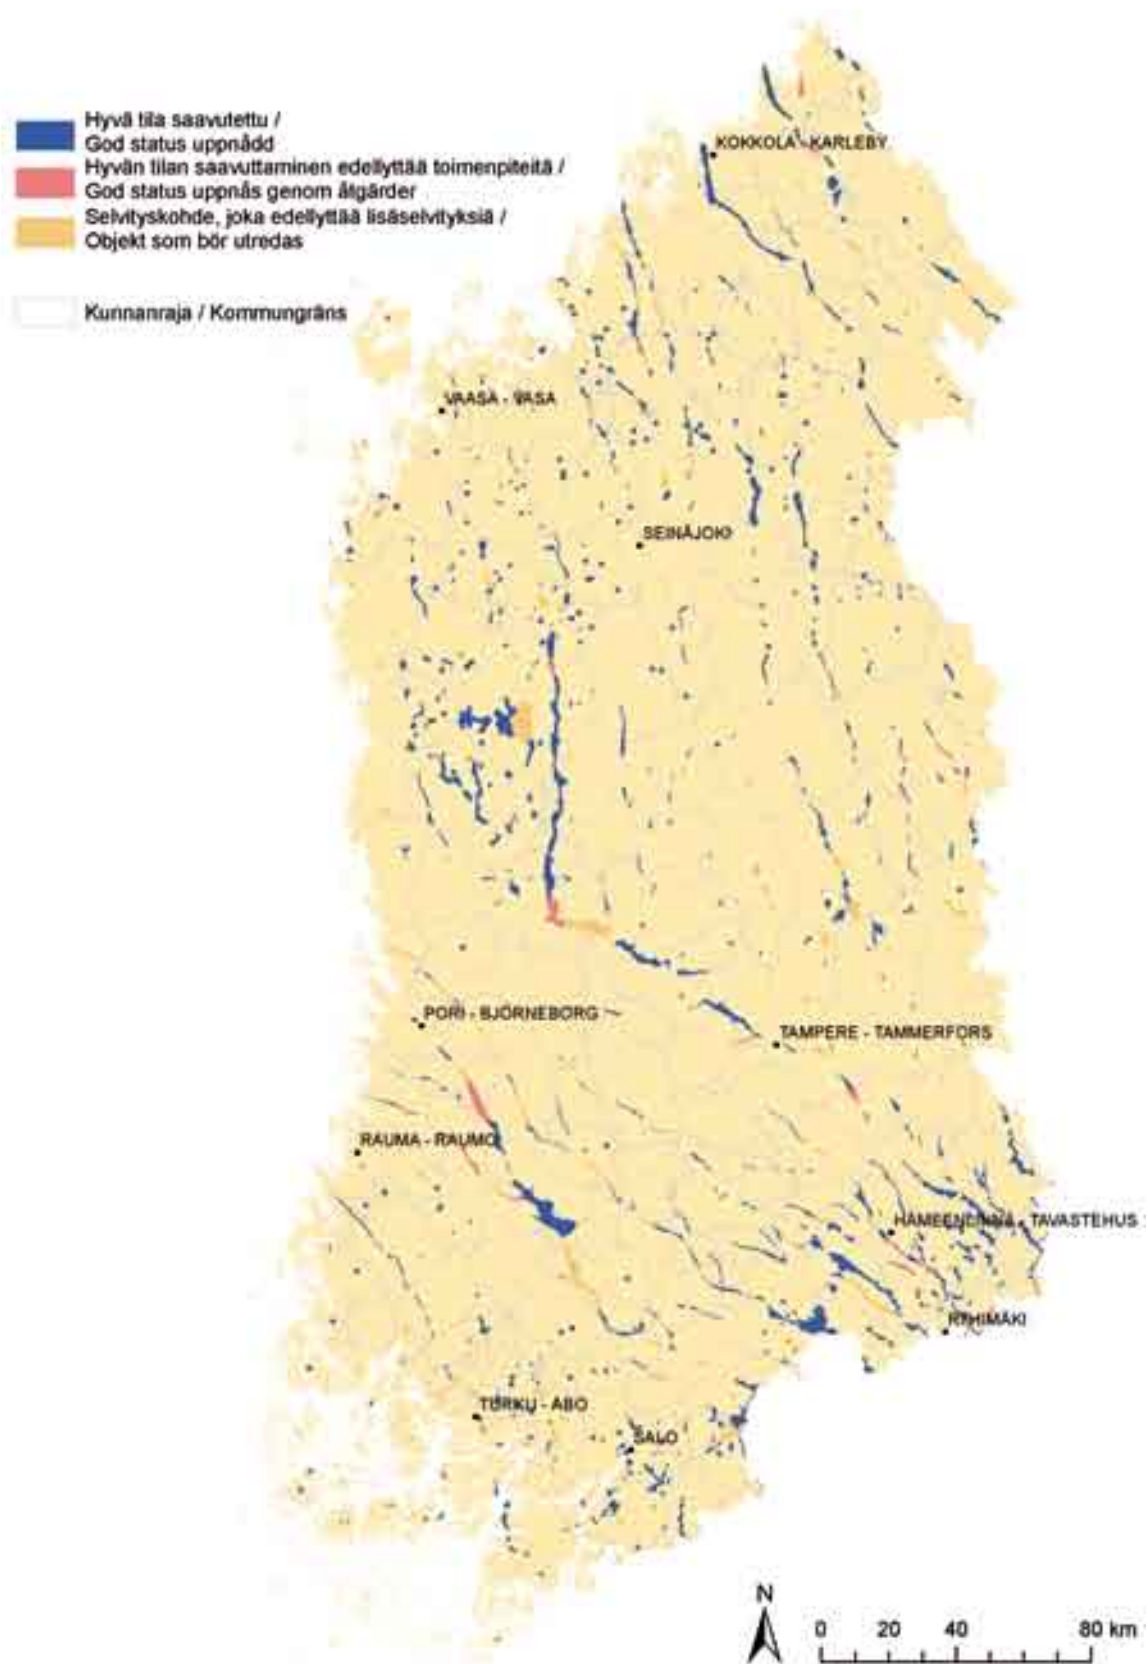 Hyvä tila saavutettu /
God status uppnådd
Hyvän tilan saavuttaminen edellyttää toimenpiteitä /
God status uppnås genom åtgärder
Selvityskohde, joka edellyttää lisäselvityksiä /
Objekt som bör utredas
Kunnanraja / Kommungräns
KOKKOLA - KARLEBY
VAASA - VASA
SEINÄJOKI
PORI - BJÖRNEBORG
TAMPERE - TAMMERFORS
RAUMA - RAUMO
HÄMEENLINNA - TAVASTEHUS
RIIHIMÄKI
TURKU - ÅBO
SALO
N
0 20 40 80 km